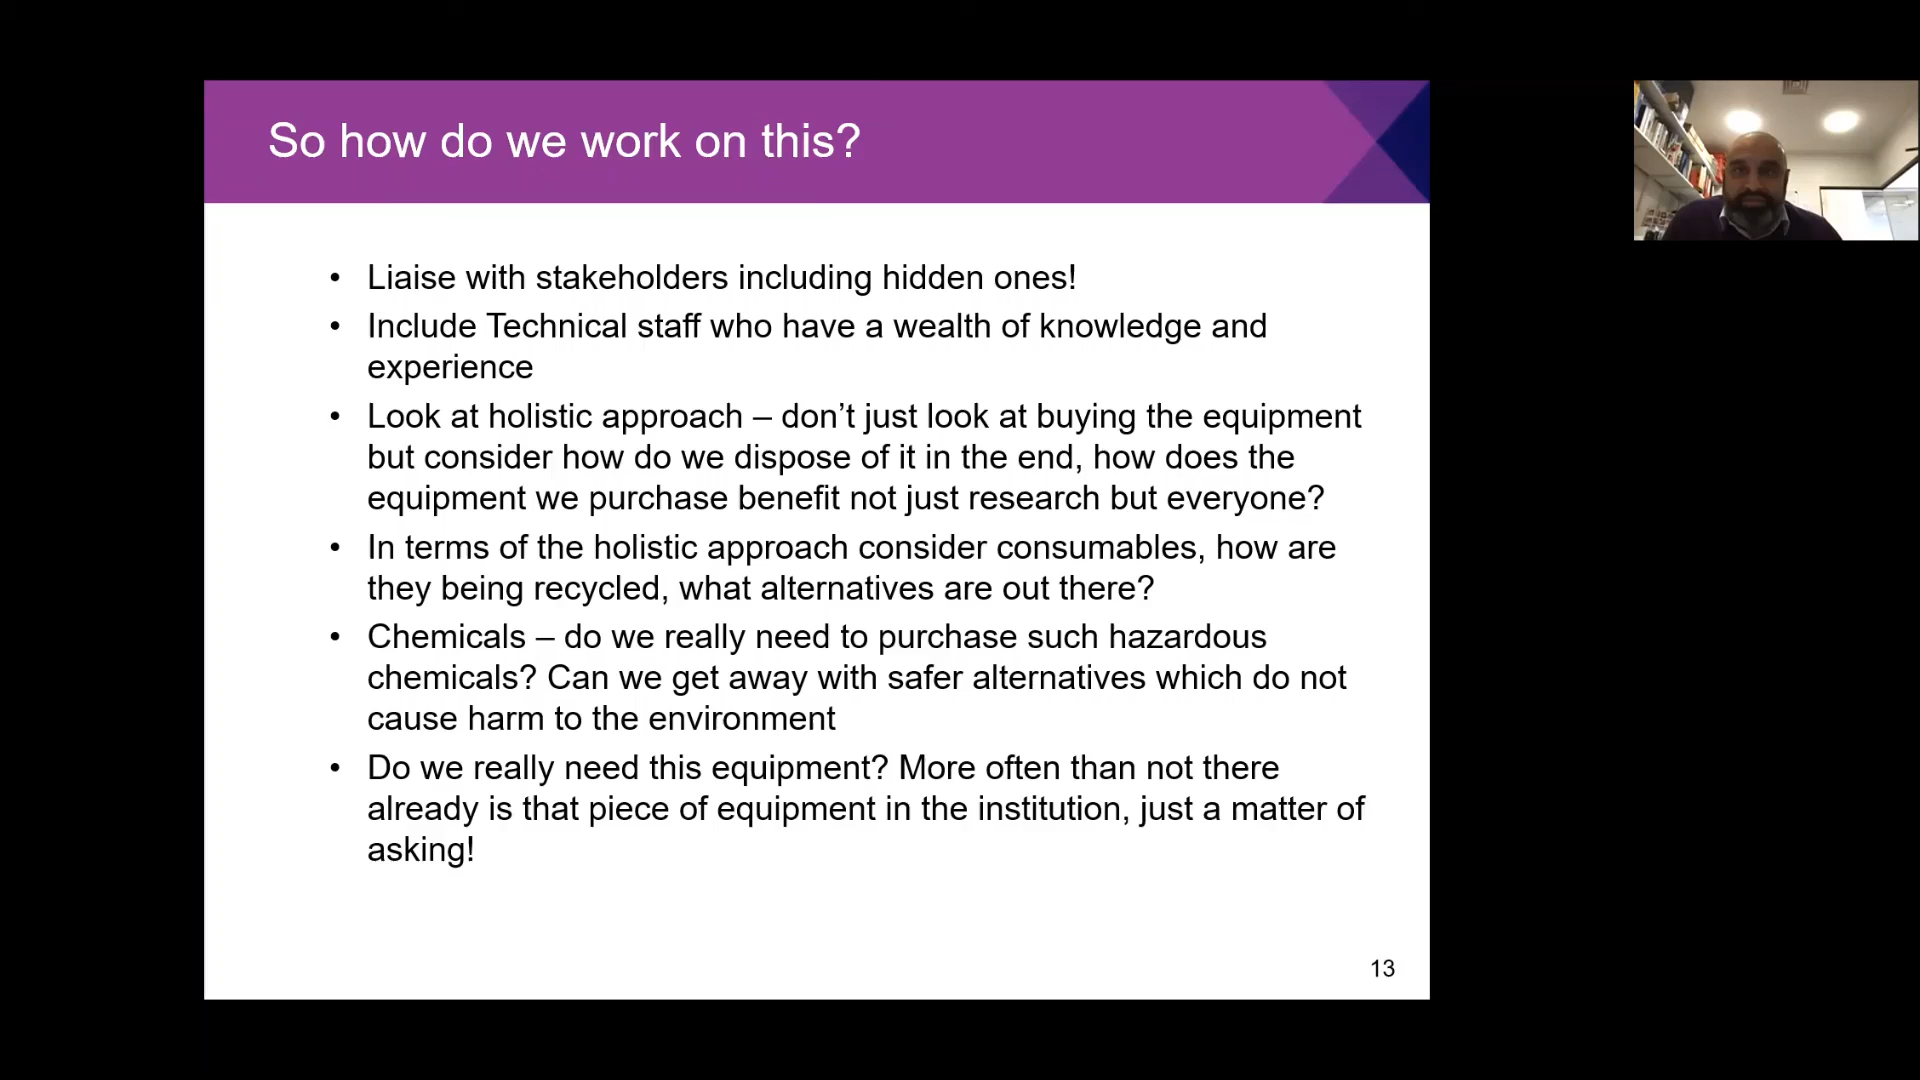 So how do we work on this?
• Liaise with stakeholders including hidden ones!
• Include Technical staff who have a wealth of knowledge and
experience
• Look at holistic approach – don’t just look at buying the equipment
but consider how do we dispose of it in the end, how does the
equipment we purchase benefit not just research but everyone?
• In terms of the holistic approach consider consumables, how are
they being recycled, what alternatives are out there?
• Chemicals – do we really need to purchase such hazardous
chemicals? Can we get away with safer alternatives which do not
cause harm to the environment
• Do we really need this equipment? More often than not there
already is that piece of equipment in the institution, just a matter of
asking!
13